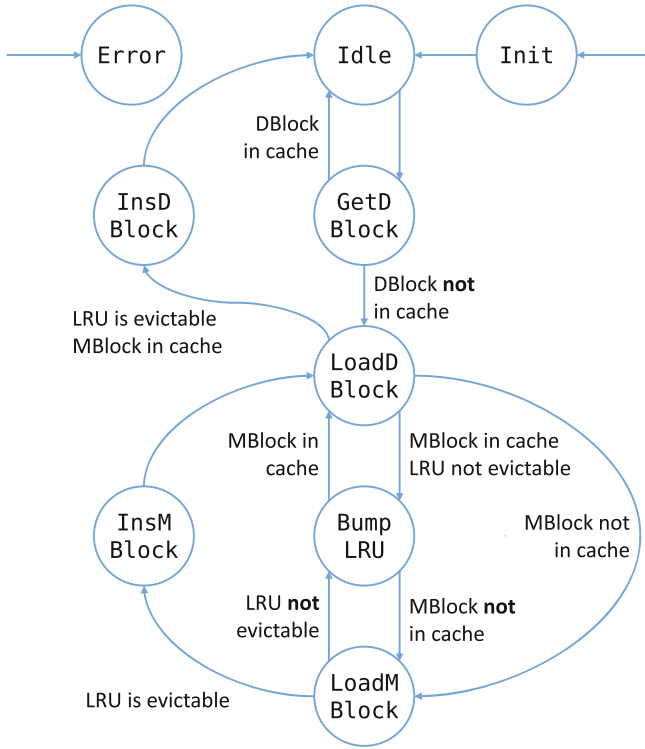 Error
Idle
Init
DBlock
in cache
InsD
Block
GetD
Block
DBlock not
in cache
LRU is evictable
MBlock in cache
LoadD
Block
MBlock in
cache
MBlock in cache
LRU not evictable
InsM
Block
Bump
LRU
MBlock not
in cache
LRU not
evictable
MBlock not
in cache
LRU is evictable
LoadM
Block